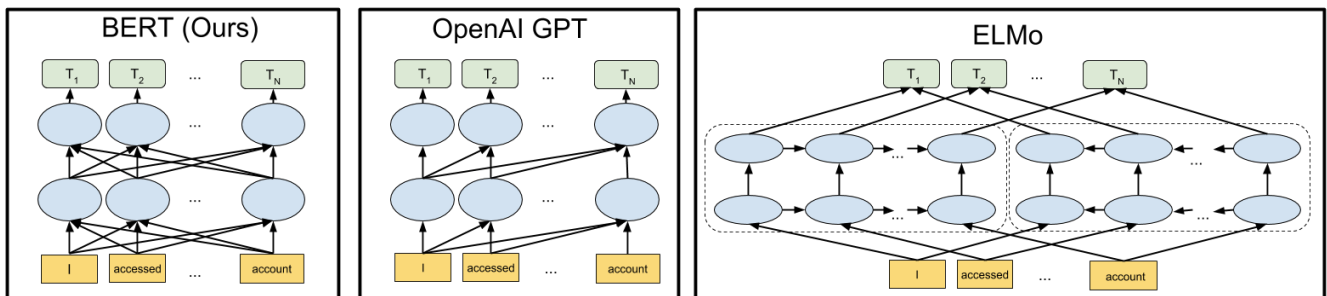 BERT (Ours)
T1 T2 ... TN
...
...
I accessed ... account
OpenAI GPT
T1 T2 ... TN
...
...
I accessed ... account
ELMo
T1 T2 ... TN
... ...
... ...
I accessed ... account